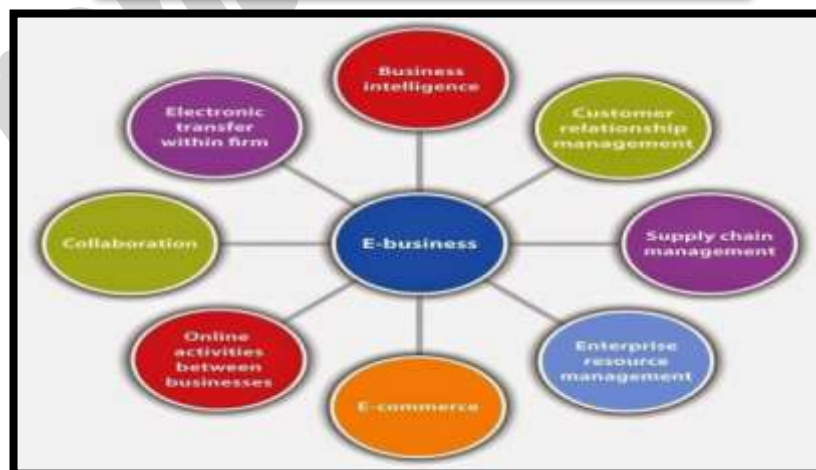 Business
intelligence
Electronic
transfer
within firm
Customer
relationship
management
Collaboration
E-business
Supply chain
management
Online
activities
between
businesses
Enterprise
resource
management
E-commerce